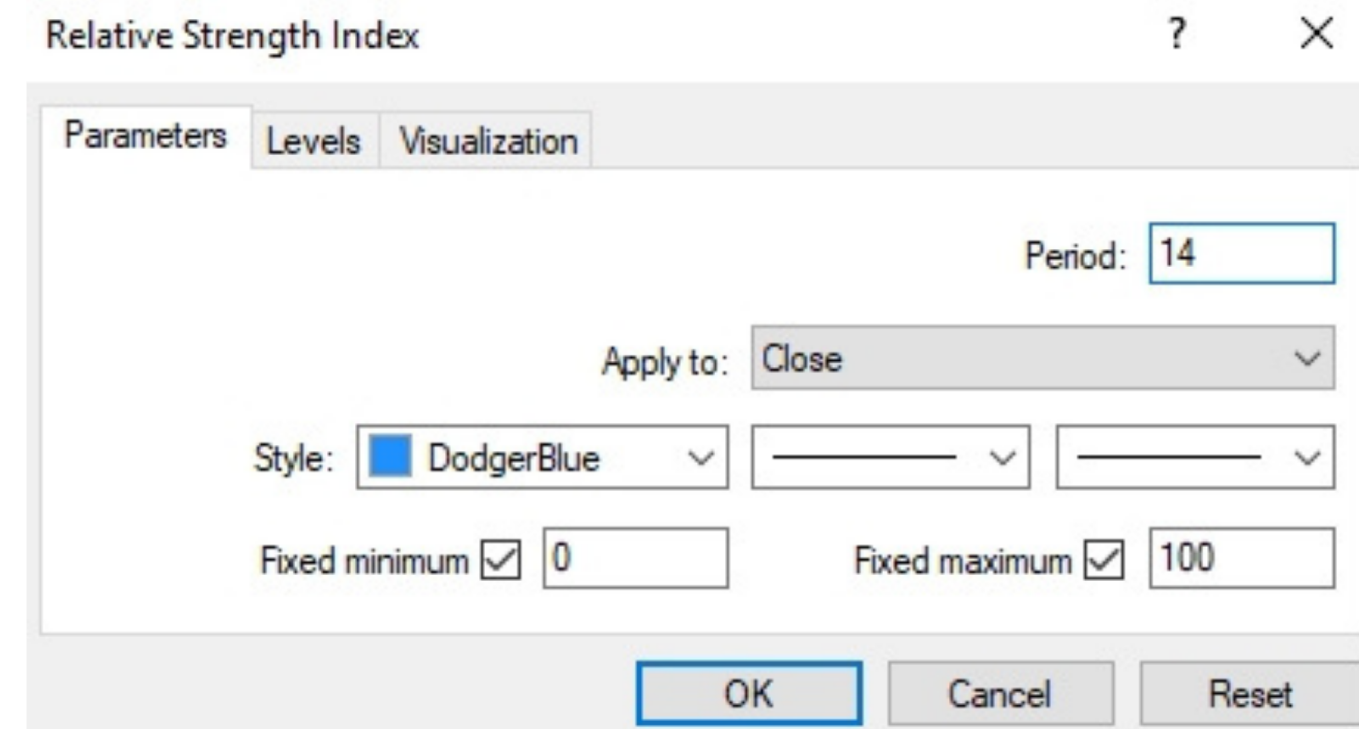 Relative Strength Index ?
Parameters Levels Visualization
Period: 14
Apply to: Close
Style: DodgerBlue
Fixed minimum 0 Fixed maximum 100
OK Cancel Reset